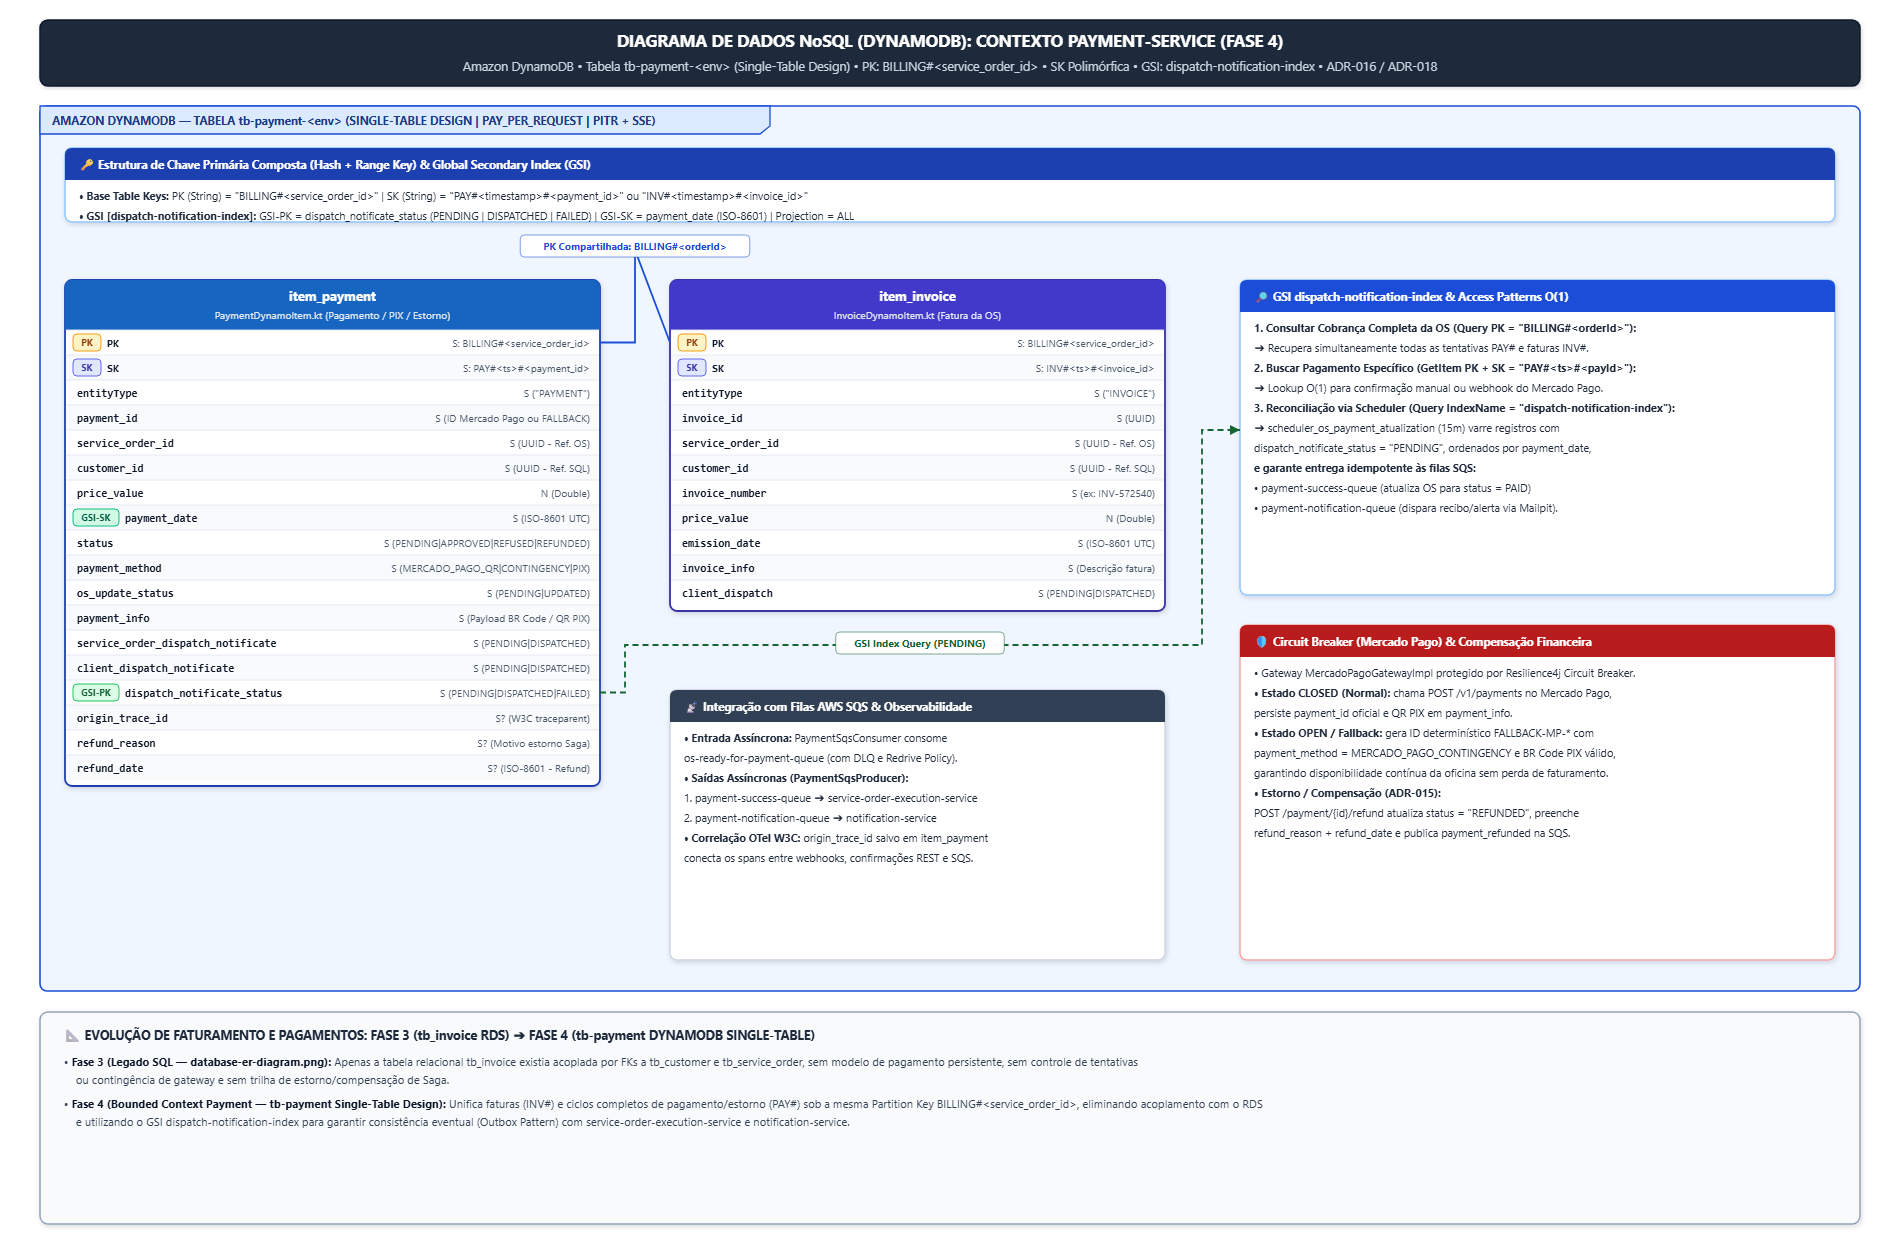 DIAGRAMA DE DADOS NoSQL (DYNAMODB): CONTEXTO PAYMENT-SERVICE (FASE 4)
Amazon DynamoDB • Tabela tb-payment-<env> (Single-Table Design) • PK: BILLING#<service_order_id> • SK Polimórfica • GSI: dispatch-notification-index • ADR-016 / ADR-018
AMAZON DYNAMODB — TABELA tb-payment-<env> (SINGLE-TABLE DESIGN | PAY_PER_REQUEST | PITR + SSE)
🔑 Estrutura de Chave Primária Composta (Hash + Range Key) & Global Secondary Index (GSI)
• Base Table Keys: PK (String) = "BILLING#<service_order_id>" | SK (String) = "PAY#<timestamp>#<payment_id>" ou "INV#<timestamp>#<invoice_id>"
• GSI [dispatch-notification-index]: GSI-PK = dispatch_notificate_status (PENDING | DISPATCHED | FAILED) | GSI-SK = payment_date (ISO-8601) | Projection = ALL
PK Compartilhada: BILLING#<orderId>
item_payment
PaymentDynamoItem.kt (Pagamento / PIX / Estorno)
PK PK S: BILLING#<service_order_id>
SK SK S: PAY#<ts>#<payment_id>
entityType S ("PAYMENT")
payment_id S (ID Mercado Pago ou FALLBACK)
service_order_id S (UUID - Ref. OS)
customer_id S (UUID - Ref. SQL)
price_value N (Double)
GSI-SK payment_date S (ISO-8601 UTC)
status S (PENDING|APPROVED|REFUSED|REFUNDED)
payment_method S (MERCADO_PAGO_QR|CONTINGENCY|PIX)
os_update_status S (PENDING|UPDATED)
payment_info S (Payload BR Code / QR PIX)
service_order_dispatch_notificate S (PENDING|DISPATCHED)
client_dispatch_notificate S (PENDING|DISPATCHED)
GSI-PK dispatch_notificate_status S (PENDING|DISPATCHED|FAILED)
origin_trace_id S? (W3C traceparent)
refund_reason S? (Motivo estorno Saga)
refund_date S? (ISO-8601 - Refund)
item_invoice
InvoiceDynamoItem.kt (Fatura da OS)
PK PK S: BILLING#<service_order_id>
SK SK S: INV#<ts>#<invoice_id>
entityType S ("INVOICE")
invoice_id S (UUID)
service_order_id S (UUID - Ref. OS)
customer_id S (UUID - Ref. SQL)
invoice_number S (ex: INV-572540)
price_value N (Double)
emission_date S (ISO-8601 UTC)
invoice_info S (Descrição fatura)
client_dispatch S (PENDING|DISPATCHED)
GSI Index Query (PENDING)
Integração com Filas AWS SQS & Observabilidade
• Entrada Assíncrona: PaymentSqsConsumer consome
os-ready-for-payment-queue (com DLQ e Redrive Policy).
• Saídas Assíncronas (PaymentSqsProducer):
1. payment-success-queue ➔ service-order-execution-service
2. payment-notification-queue ➔ notification-service
• Correlação OTel W3C: origin_trace_id salvo em item_payment
conecta os spans entre webhooks, confirmações REST e SQS.
GSI dispatch-notification-index & Access Patterns O(1)
1. Consultar Cobrança Completa da OS (Query PK = "BILLING#<orderId>"):
➔ Recupera simultaneamente todas as tentativas PAY# e faturas INV#.
2. Buscar Pagamento Específico (GetItem PK + SK = "PAY#<ts>#<payId>"):
➔ Lookup O(1) para confirmação manual ou webhook do Mercado Pago.
3. Reconciliação via Scheduler (Query IndexName = "dispatch-notification-index"):
➔ scheduler_os_payment_atualization (15m) varre registros com
dispatch_notificate_status = "PENDING", ordenados por payment_date,
e garante entrega idempotente às filas SQS:
• payment-success-queue (atualiza OS para status = PAID)
• payment-notification-queue (dispara recibo/alerta via Mailpit).
Circuit Breaker (Mercado Pago) & Compensação Financeira
• Gateway MercadoPagoGatewayImpl protegido por Resilience4j Circuit Breaker.
• Estado CLOSED (Normal): chama POST /v1/payments no Mercado Pago,
persiste payment_id oficial e QR PIX em payment_info.
• Estado OPEN / Fallback: gera ID determinístico FALLBACK-MP-* com
payment_method = MERCADO_PAGO_CONTINGENCY e BR Code PIX válido,
garantindo disponibilidade contínua da oficina sem perda de faturamento.
• Estorno / Compensação (ADR-015):
POST /payment/{id}/refund atualiza status = "REFUNDED", preenche
refund_reason + refund_date e publica payment_refunded na SQS.
📐 EVOLUÇÃO DE FATURAMENTO E PAGAMENTOS: FASE 3 (tb_invoice RDS) ➔ FASE 4 (tb-payment DYNAMODB SINGLE-TABLE)
• Fase 3 (Legado SQL — database-er-diagram.png): Apenas a tabela relacional tb_invoice existia acoplada por FKs a tb_customer e tb_service_order, sem modelo de pagamento persistente, sem controle de tentativas
ou contingência de gateway e sem trilha de estorno/compensação de Saga.
• Fase 4 (Bounded Context Payment — tb-payment Single-Table Design): Unifica faturas (INV#) e ciclos completos de pagamento/estorno (PAY#) sob a mesma Partition Key BILLING#<service_order_id>, eliminando acoplamento com o RDS
e utilizando o GSI dispatch-notification-index para garantir consistência eventual (Outbox Pattern) com service-order-execution-service e notification-service.